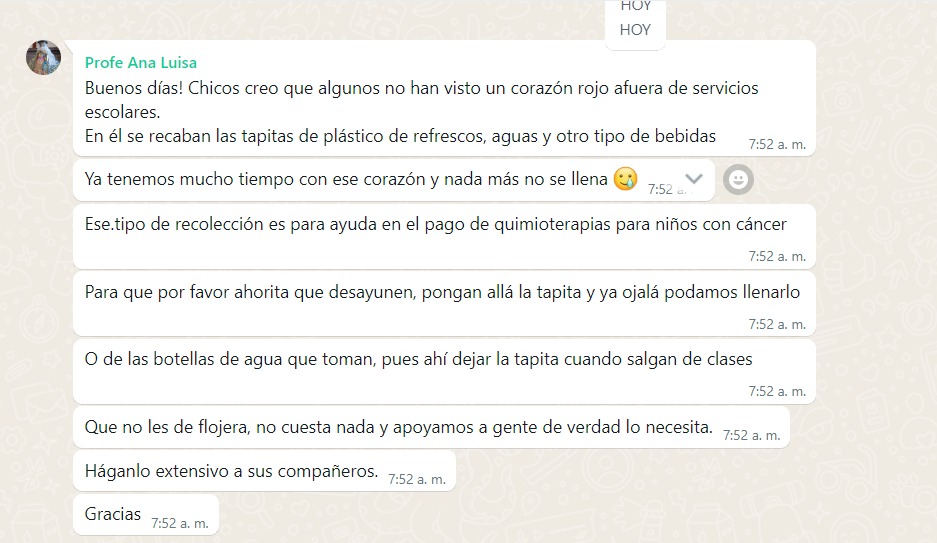 HOY
HOY
Profe Ana Luisa
Buenos días! Chicos creo que algunos no han visto un corazón rojo afuera de servicios
escolares.
En él se recaban las tapitas de plástico de refrescos, aguas y otro tipo de bebidas
7:52 a. m.
Ya tenemos mucho tiempo con ese corazón y nada más no se llena 🥲
7:52 a.
Ese.tipo de recolección es para ayuda en el pago de quimioterapias para niños con cáncer
7:52 a. m.
Para que por favor ahorita que desayunen, pongan allá la tapita y ya ojalá podamos llenarlo
7:52 a. m.
O de las botellas de agua que toman, pues ahí dejar la tapita cuando salgan de clases
7:52 a. m.
Que no les de flojera, no cuesta nada y apoyamos a gente de verdad lo necesita.
7:52 a. m.
Háganlo extensivo a sus compañeros.
7:52 a. m.
Gracias
7:52 a. m.